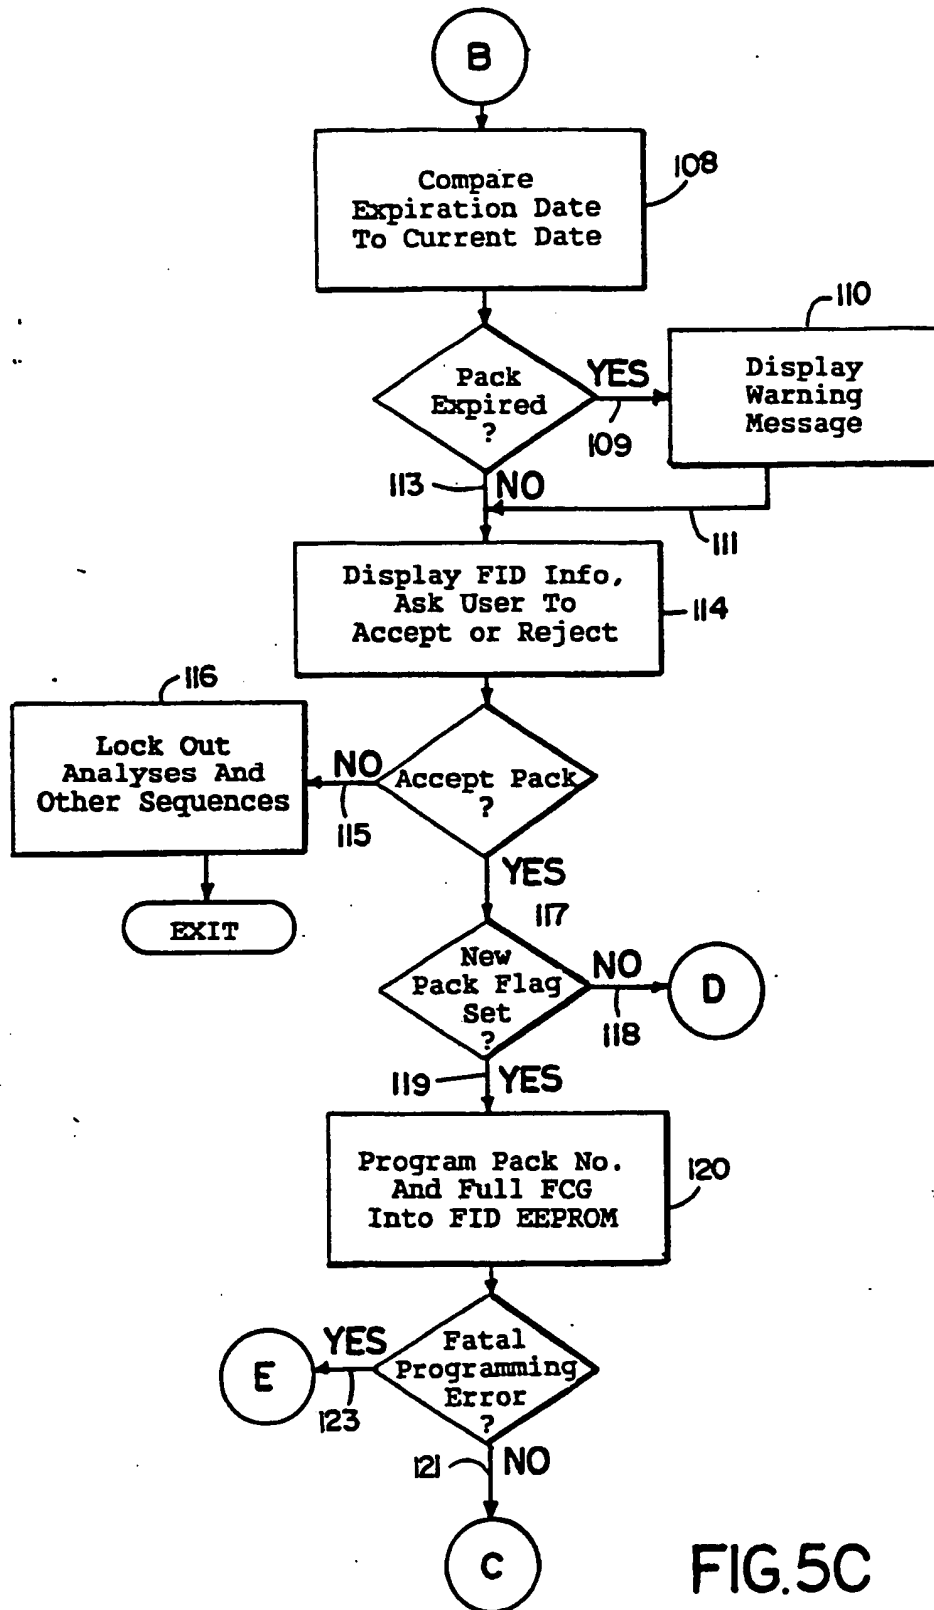 B
Compare
Expiration Date
To Current Date
108
Pack
Expired
?
YES
109
110
Display
Warning
Message
113
NO
111
Display FID Info,
Ask User To
Accept or Reject
114
116
Lock Out
Analyses And
Other Sequences
NO
115
Accept Pack
?
EXIT
YES
117
New
Pack Flag
Set
?
NO
118
D
119
YES
Program Pack No.
And Full FCG
Into FID EEPROM
120
Fatal
Programming
Error
?
YES
123
E
121
NO
C
FIG.5C